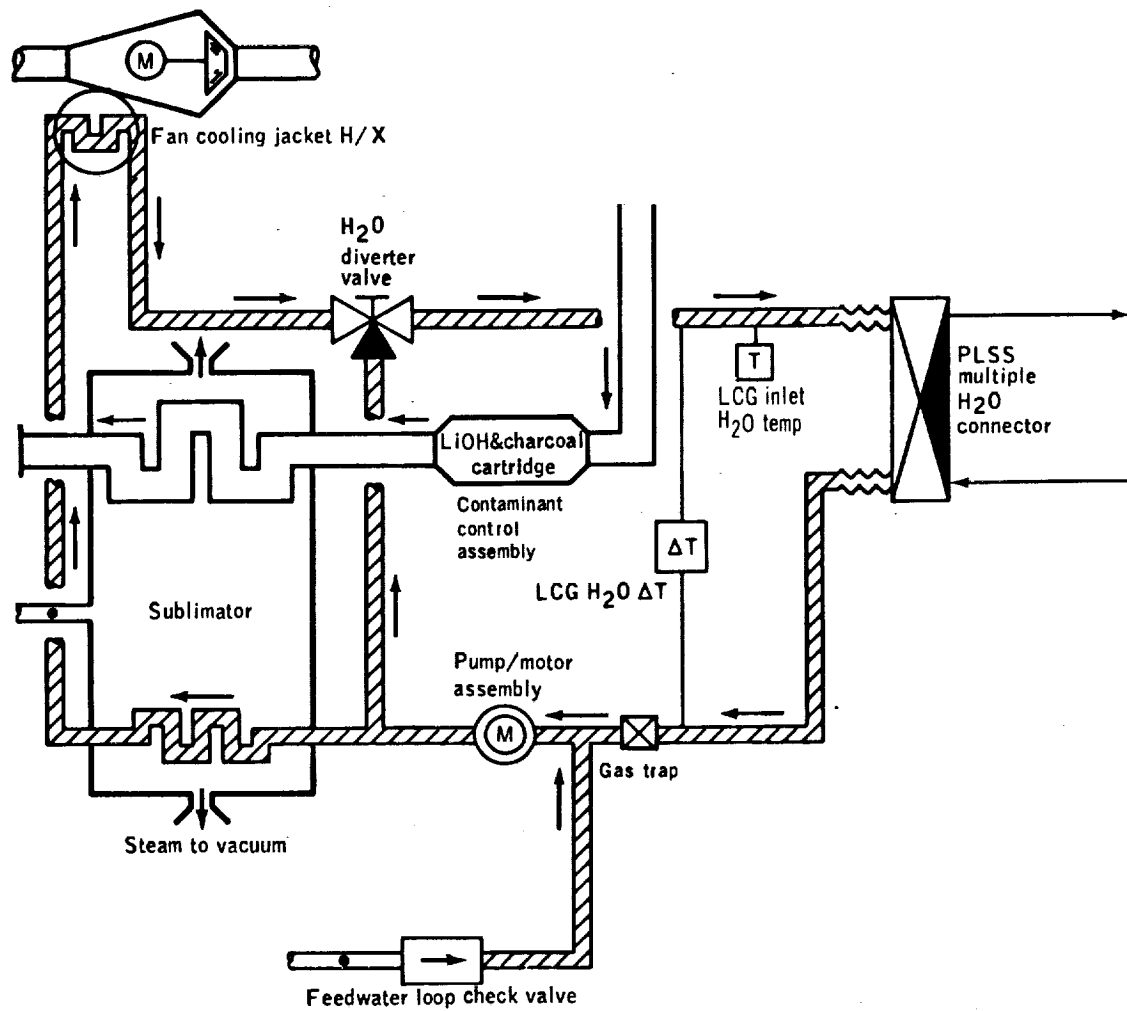 M
Fan cooling jacket H/X
H2O
diverter
valve
T
LCG inlet
H2O temp
PLSS
multiple
H2O
connector
LiOH&charcoal
cartridge
Contaminant
control
assembly
ΔT
LCG H2O ΔT
Sublimator
Pump/motor
assembly
M
Gas trap
Steam to vacuum
Feedwater loop check valve